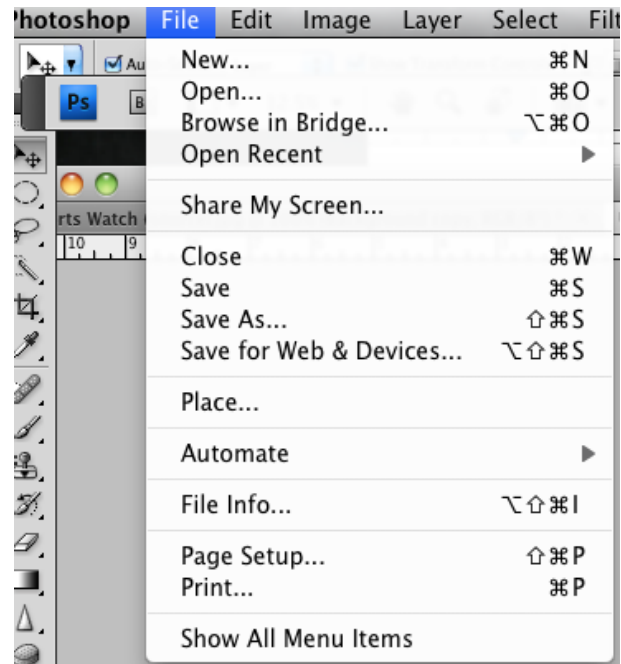 Photoshop File Edit Image Layer Select Filt
Au
New... ⌘N
Ps B
Open... ⌘O
Browse in Bridge... ⌥⌘O
Open Recent ▶
Share My Screen...
rts Watch
10 9
Close ⌘W
Save ⌘S
Save As... ⇧⌘S
Save for Web & Devices... ⌥⇧⌘S
Place...
Automate ▶
File Info... ⌥⇧⌘I
Page Setup... ⇧⌘P
Print... ⌘P
Show All Menu Items